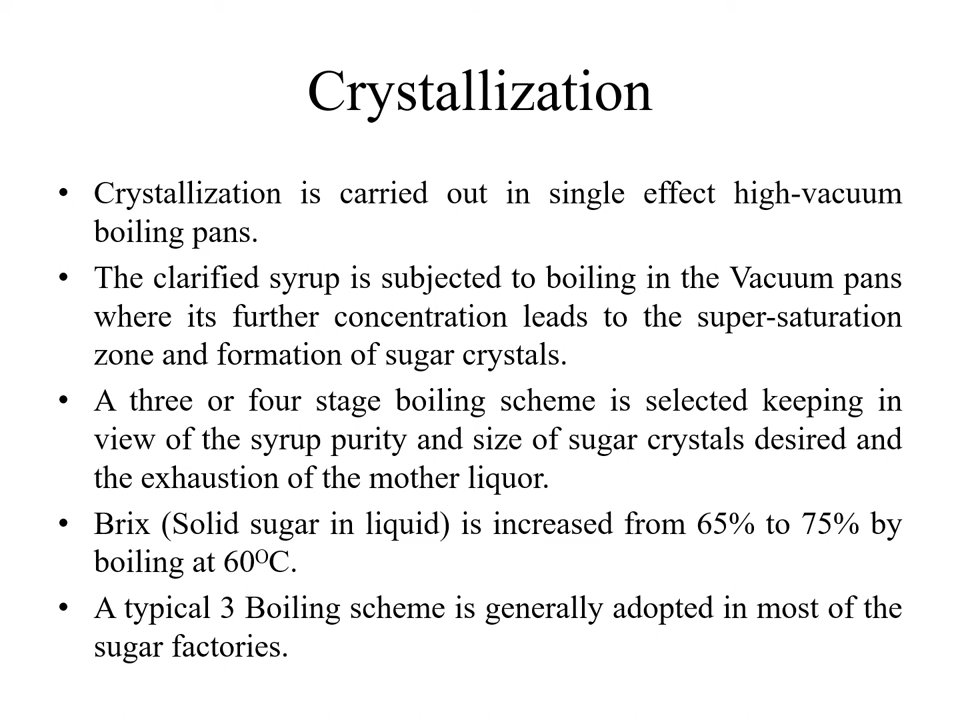 Crystallization
• Crystallization is carried out in single effect high-vacuum
boiling pans.
• The clarified syrup is subjected to boiling in the Vacuum pans
where its further concentration leads to the super-saturation
zone and formation of sugar crystals.
• A three or four stage boiling scheme is selected keeping in
view of the syrup purity and size of sugar crystals desired and
the exhaustion of the mother liquor.
• Brix (Solid sugar in liquid) is increased from 65% to 75% by
boiling at 60ᴼC.
• A typical 3 Boiling scheme is generally adopted in most of the
sugar factories.